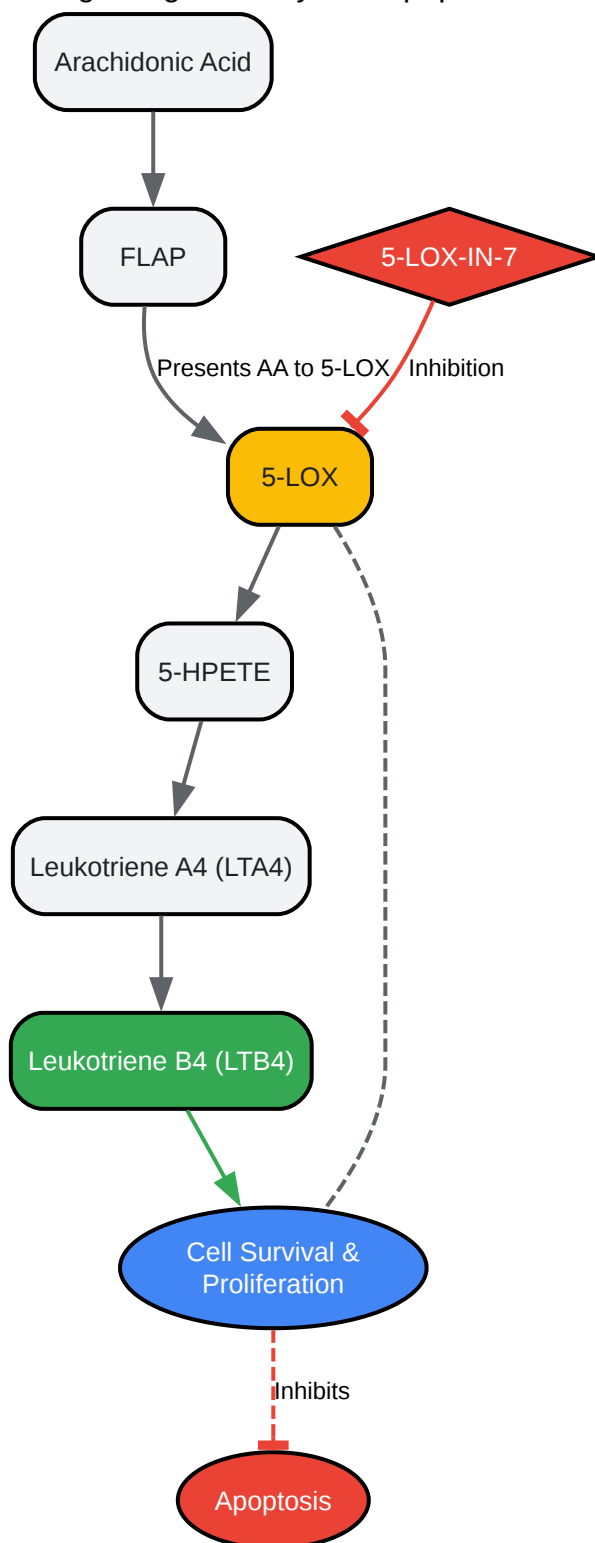 Arachidonic Acid
FLAP
5-LOX-IN-7
Presents AA to 5-LOX
Inhibition
5-LOX
5-HPETE
Leukotriene A4 (LTA4)
Leukotriene B4 (LTB4)
Cell Survival &
Proliferation
Inhibits
Apoptosis